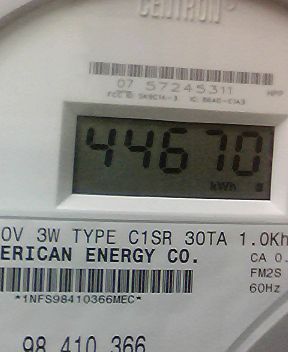 CENTRON
07 57245311
44670
kWh
0V 3W TYPE C1SR 30TA 1.0Kh
ERICAN ENERGY CO.
CA 0.
FM2S
60Hz
*1NFS98410366MEC*
98 410 366